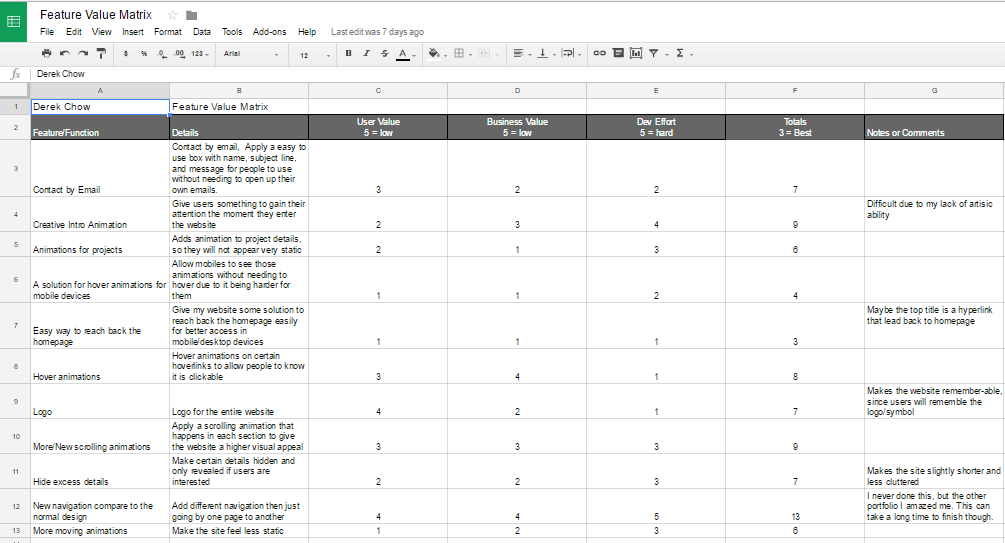 Feature Value Matrix
File Edit View Insert Format Data Tools Add-ons Help Last edit was 7 days ago
$ % .0 .00 123 Arial 12 B I S A Σ
fx Derek Chow
A B C D E F G
1 Derek Chow Feature Value Matrix
2 Feature/Function Details User Value 5 = low Business Value 5 = low Dev Effort 5 = hard Totals 3 = Best Notes or Comments
3 Contact by Email
Contact by email, Apply a easy to
use box with name, subject line,
and message for people to use
without needing to open up their
own emails.
3 2 2 7
4 Creative Intro Animation
Give users something to gain their
attention the moment they enter
the website
2 3 4 9
Difficult due to my lack of artisic
ability
5 Animations for projects
Adds animation to project details,
so they will not appear very static
2 1 3 6
6 A solution for hover animations for
mobile devices
Allow mobiles to see those
animations without needing to
hover due to it being harder for
them
1 1 2 4
7 Easy way to reach back the
homepage
Give my website some solution to
reach back the homepage easily
for better access in
mobile/desktop devices
1 1 1 3
Maybe the top title is a hyperlink
that lead back to homepage
8 Hover animations
Hover animations on certain
hoverlinks to allow people to know
it is clickable
3 4 1 8
9 Logo
Logo for the entire website
4 2 1 7
Makes the website remember-able,
since users will remember the
logo/symbol
10 More/New scrolling animations
Apply a scrolling animation that
happens in each section to give
the website a higher visual appeal
3 3 3 9
11 Hide excess details
Make certain details hidden and
only revealed if users are
interested
2 2 3 7
Makes the site slightly shorter and
less cluttered
12 New navigation compare to the
normal design
Add different navigation then just
going by one page to another
4 4 5 13
I never done this, but the other
portfolio I amazed me. This can
take a long time to finish though.
13 More moving animations
Make the site feel less static
1 2 3 6